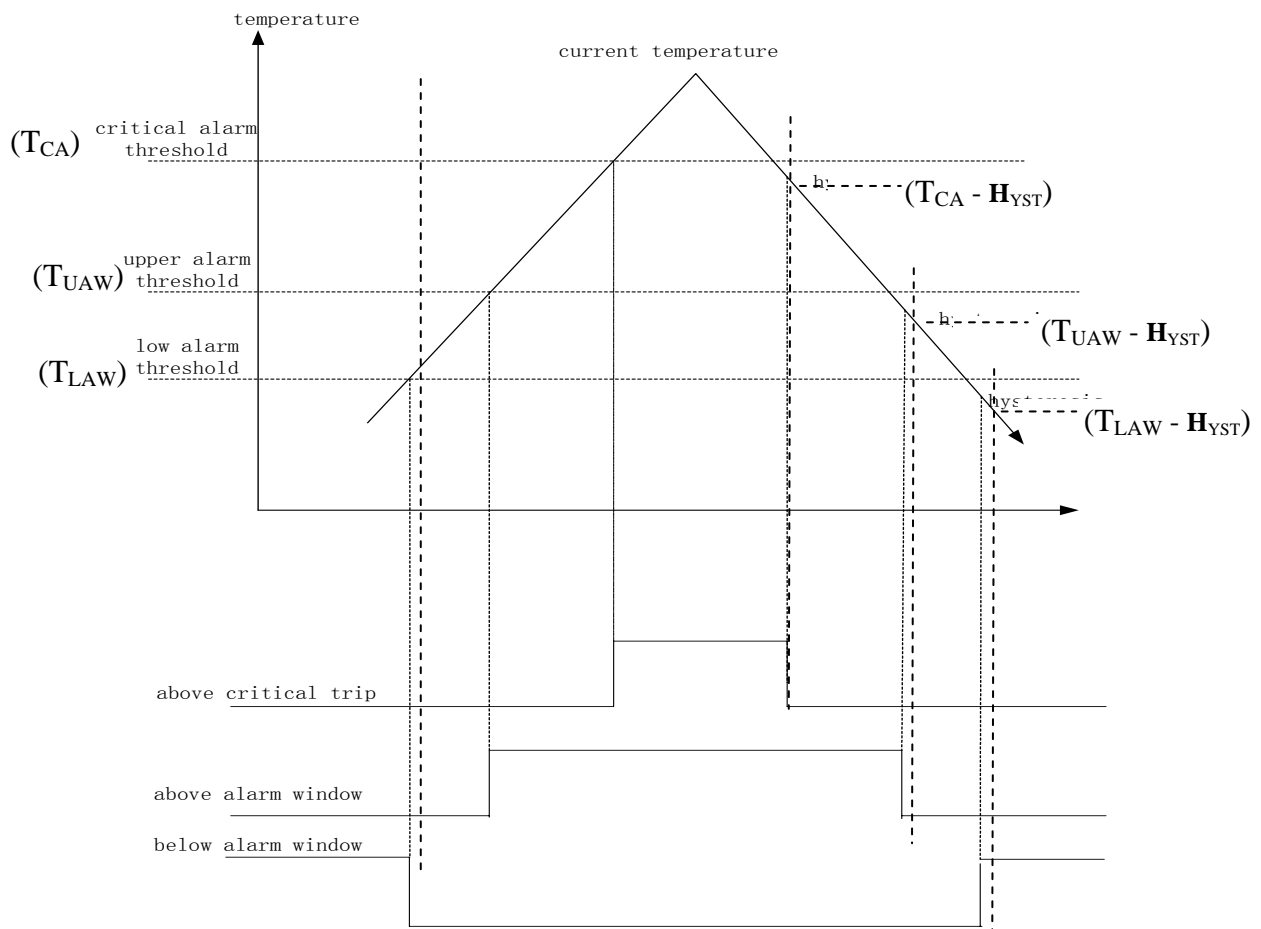 temperature
current temperature
(TCA) critical alarm
threshold
(TCA - HYST)
(TUAW) upper alarm
threshold
(TUAW - HYST)
(TLAW) low alarm
threshold
(TLAW - HYST)
above critical trip
above alarm window
below alarm window